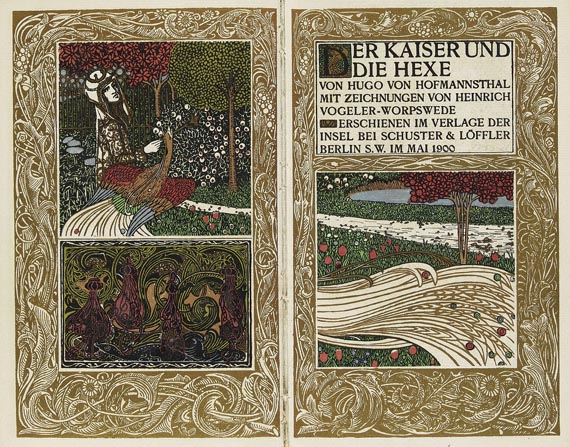 DER KAISER UND
DIE HEXE
VON HUGO VON HOFMANNSTHAL
MIT ZEICHNUNGEN VON HEINRICH
VOGELER-WORPSWEDE
ERSCHIENEN IM VERLAGE DER
INSEL BEI SCHUSTER & LÖFFLER
BERLIN S.W. IM MAI 1900